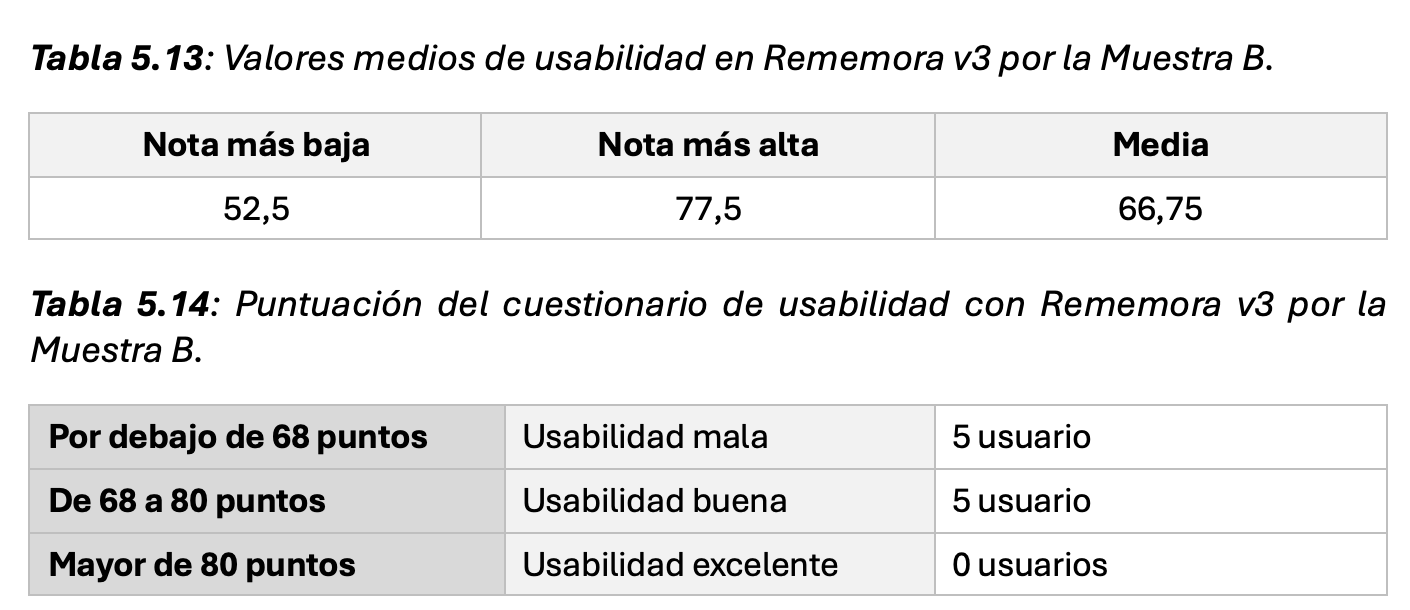 Tabla 5.13: Valores medios de usabilidad en Rememora v3 por la Muestra B.
Nota más baja Nota más alta Media
52,5 77,5 66,75
Tabla 5.14: Puntuación del cuestionario de usabilidad con Rememora v3 por la
Muestra B.
Por debajo de 68 puntos Usabilidad mala 5 usuario
De 68 a 80 puntos Usabilidad buena 5 usuario
Mayor de 80 puntos Usabilidad excelente 0 usuarios